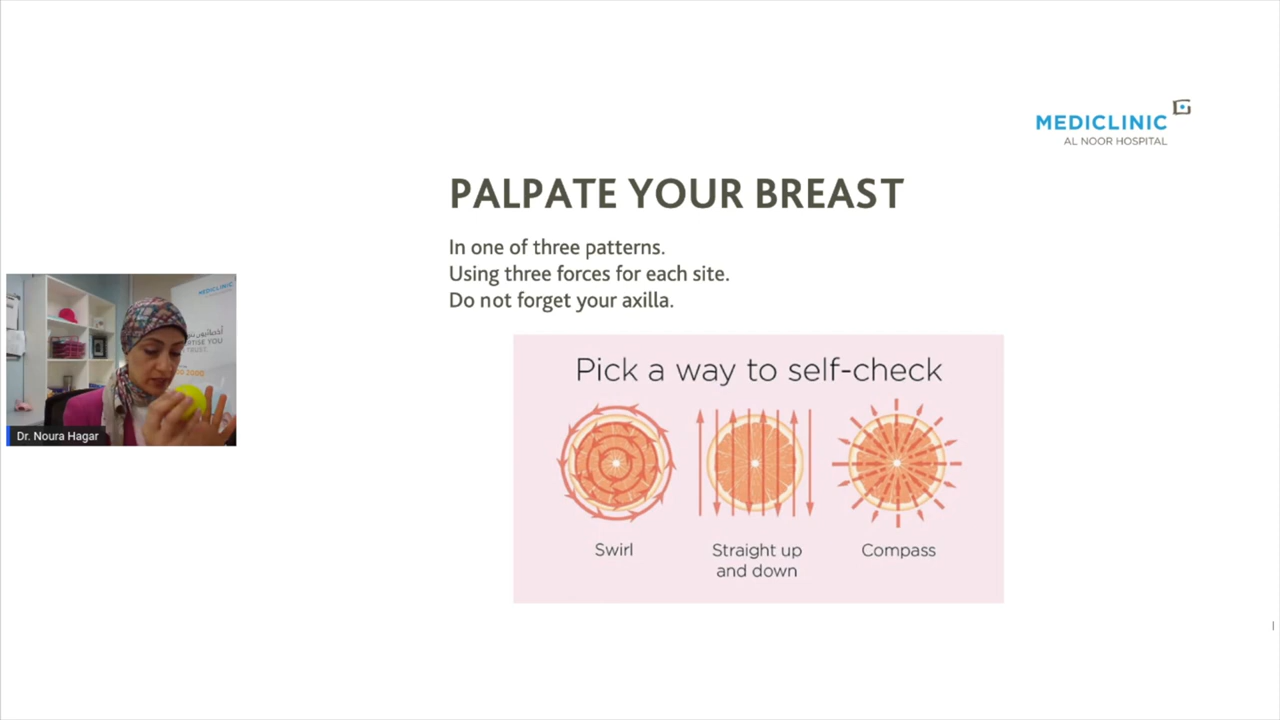 MEDICLINIC
AL NOOR HOSPITAL
PALPATE YOUR BREAST
In one of three patterns.
Using three forces for each site.
Do not forget your axilla.
Pick a way to self-check
Swirl
Straight up
and down
Compass
MEDICLINIC
Dr. Noura Hagar